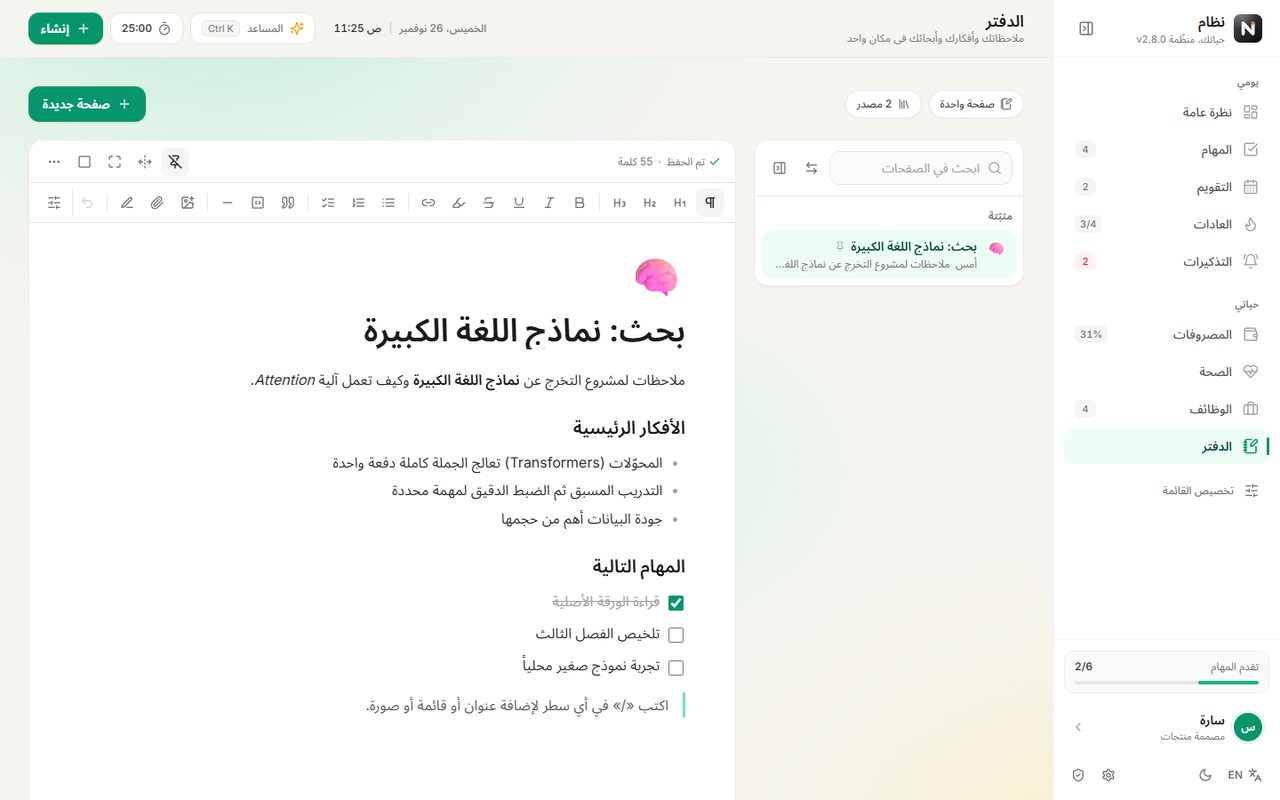 نظام
حياتك، منظّمة v2.8.0
يومي
نظرة عامة
المهام 4
التقويم 2
العادات 3/4
التذكيرات 2
حياتي
المصروفات 31%
الصحة
الوظائف 4
الدفتر
تخصيص القائمة
تقدم المهام 2/6
س
سارة
مصممة منتجات
EN
الدفتر
ملاحظاتك وأفكارك وأبحاثك في مكان واحد
الخميس، 26 نوفمبر
11:25 ص
المساعد Ctrl K
25:00
إنشاء
صفحة واحدة
2 مصدر
صفحة جديدة
ابحث في الصفحات
مثبّتة
بحث: نماذج اللغة الكبيرة
أمس ملاحظات لمشروع التخرج عن نماذج اللغ...
تم الحفظ · 55 كلمة
¶ H1 H2 H3 B I U S
بحث: نماذج اللغة الكبيرة
ملاحظات لمشروع التخرج عن نماذج اللغة الكبيرة وكيف تعمل آلية Attention.
الأفكار الرئيسية
• المحوّلات (Transformers) تعالج الجملة كاملة دفعة واحدة
• التدريب المسبق ثم الضبط الدقيق لمهمة محددة
• جودة البيانات أهم من حجمها
المهام التالية
قراءة الورقة الأصلية
تلخيص الفصل الثالث
تجربة نموذج صغير محلياً
اكتب «/» في أي سطر لإضافة عنوان أو قائمة أو صورة.